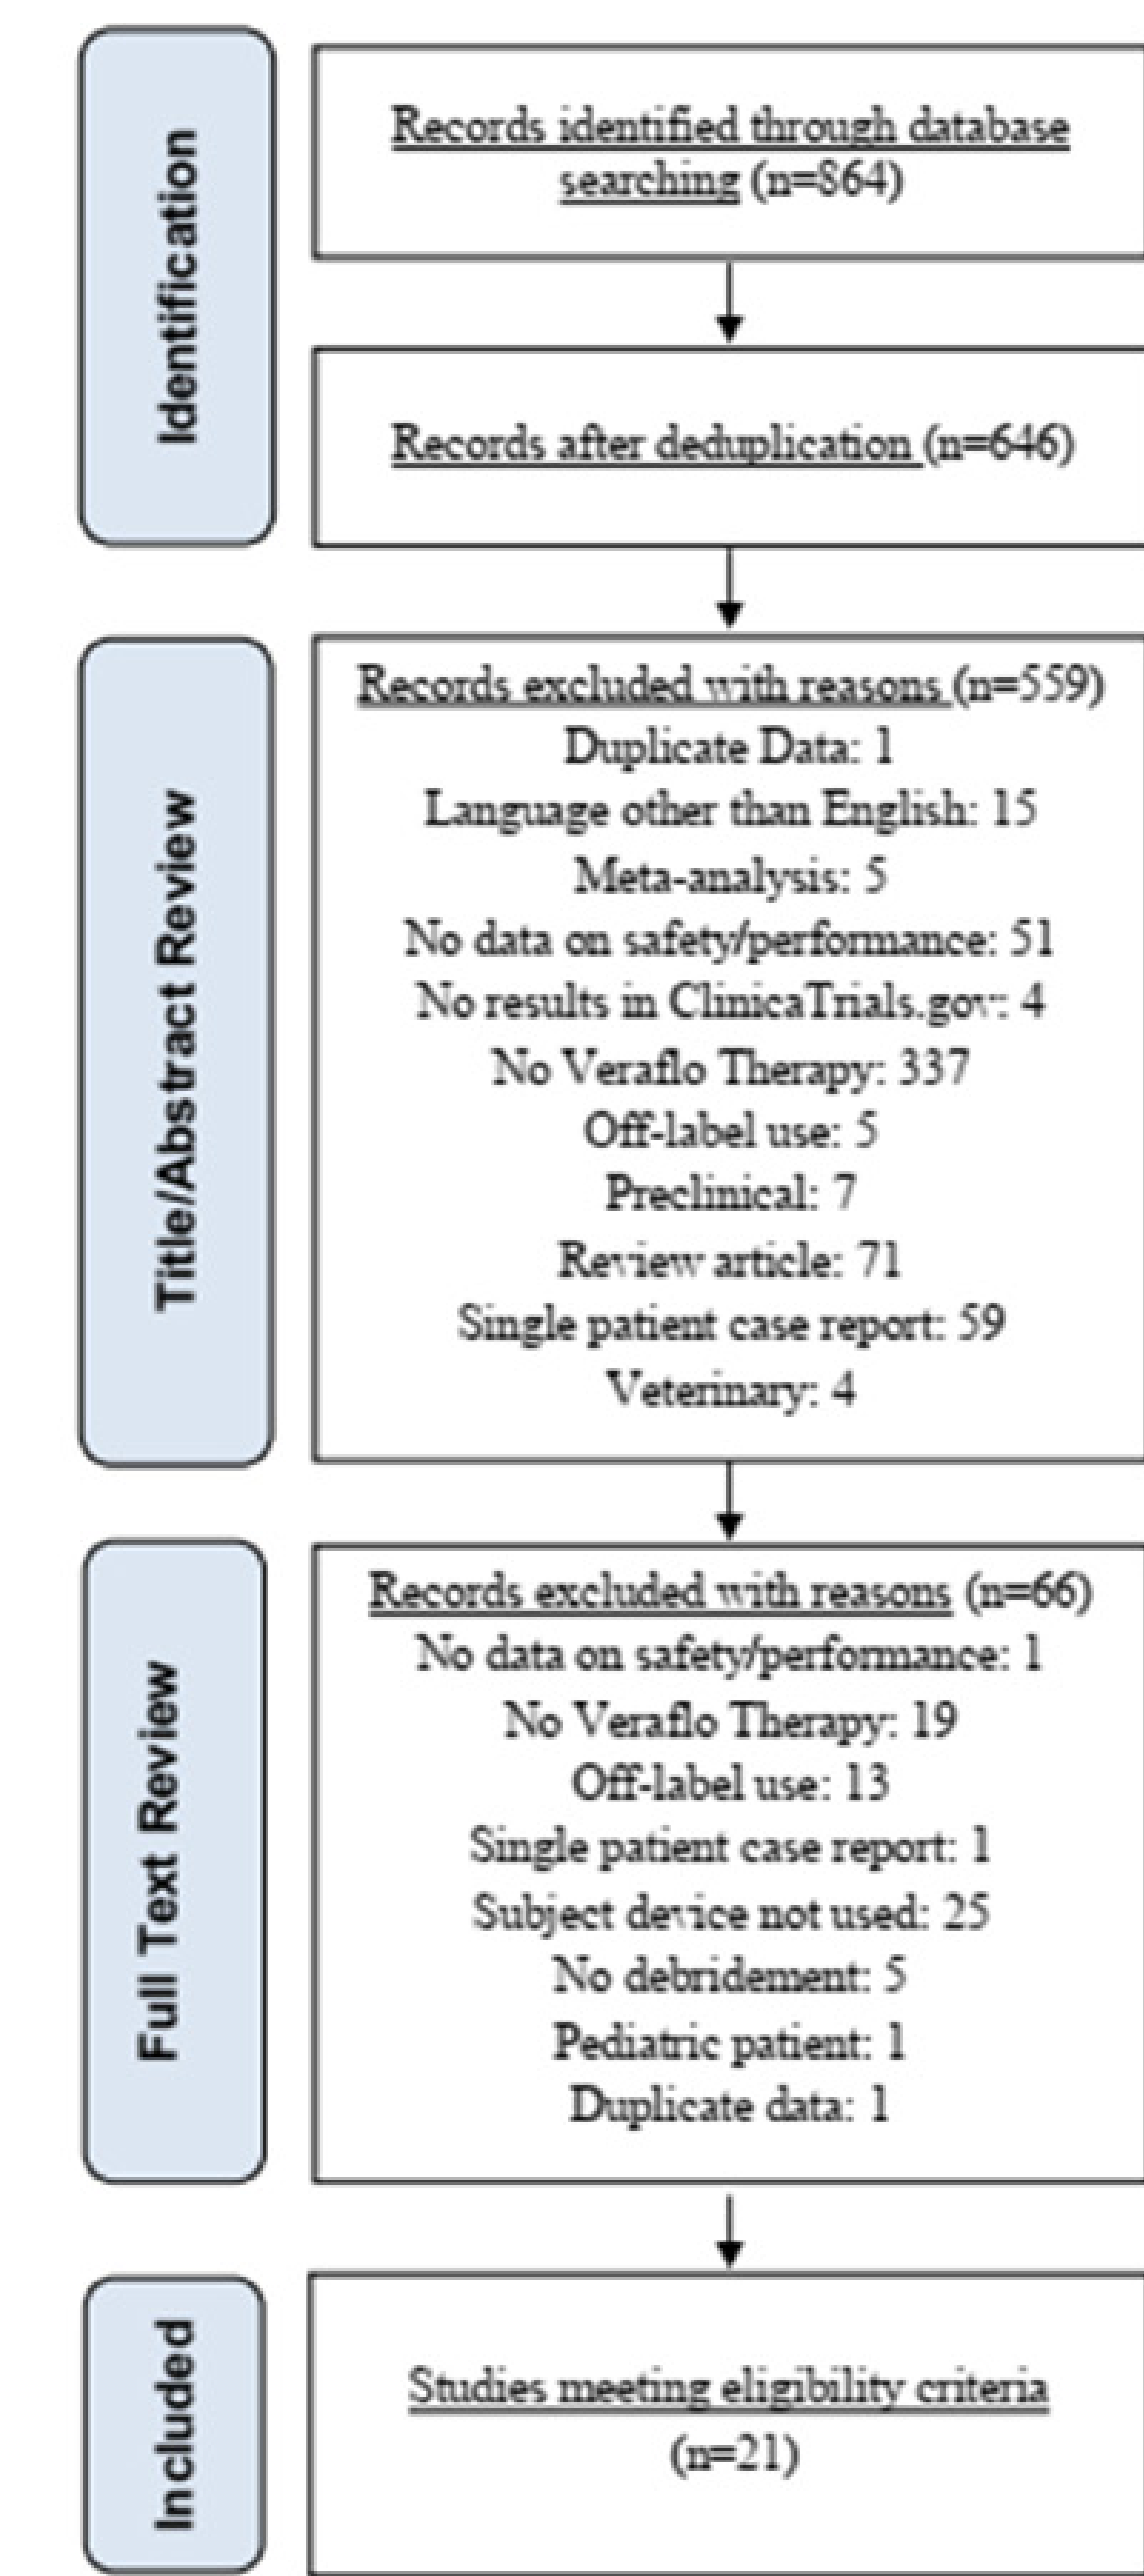 Identification
Records identified through database
searching (n=864)
Records after deduplication (n=646)
Title/Abstract Review
Records excluded with reasons (n=559)
Duplicate Data: 1
Language other than English: 15
Meta-analysis: 5
No data on safety/performance: 51
No results in ClinicaTrials.gov: 4
No Veraflo Therapy: 337
Off-label use: 5
Preclinical: 7
Review article: 71
Single patient case report: 59
Veterinary: 4
Full Text Review
Records excluded with reasons (n=66)
No data on safety/performance: 1
No Veraflo Therapy: 19
Off-label use: 13
Single patient case report: 1
Subject device not used: 25
No debridement: 5
Pediatric patient: 1
Duplicate data: 1
Included
Studies meeting eligibility criteria
(n=21)